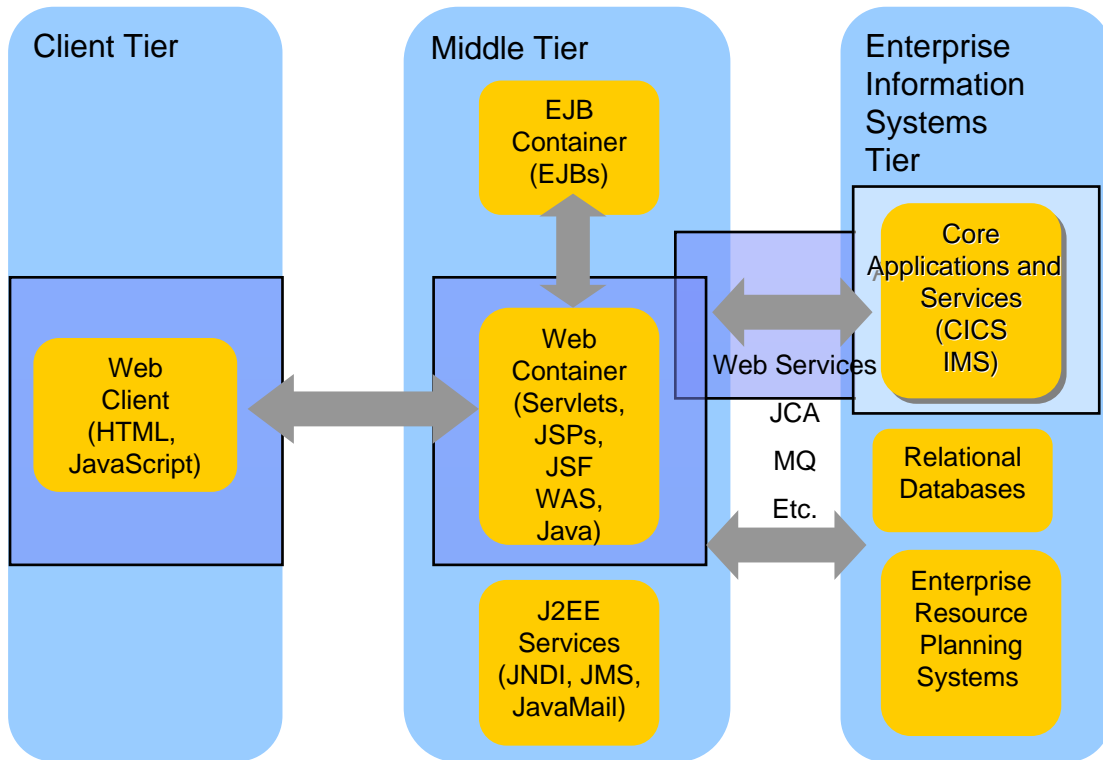 Client Tier
Web
Client
(HTML,
JavaScript)
Middle Tier
EJB
Container
(EJBs)
Web
Container
(Servlets,
JSPs,
JSF
WAS,
Java)
J2EE
Services
(JNDI, JMS,
JavaMail)
Web Services
JCA
MQ
Etc.
Enterprise
Information
Systems
Tier
Core
Applications and
Services
(CICS
IMS)
Relational
Databases
Enterprise
Resource
Planning
Systems